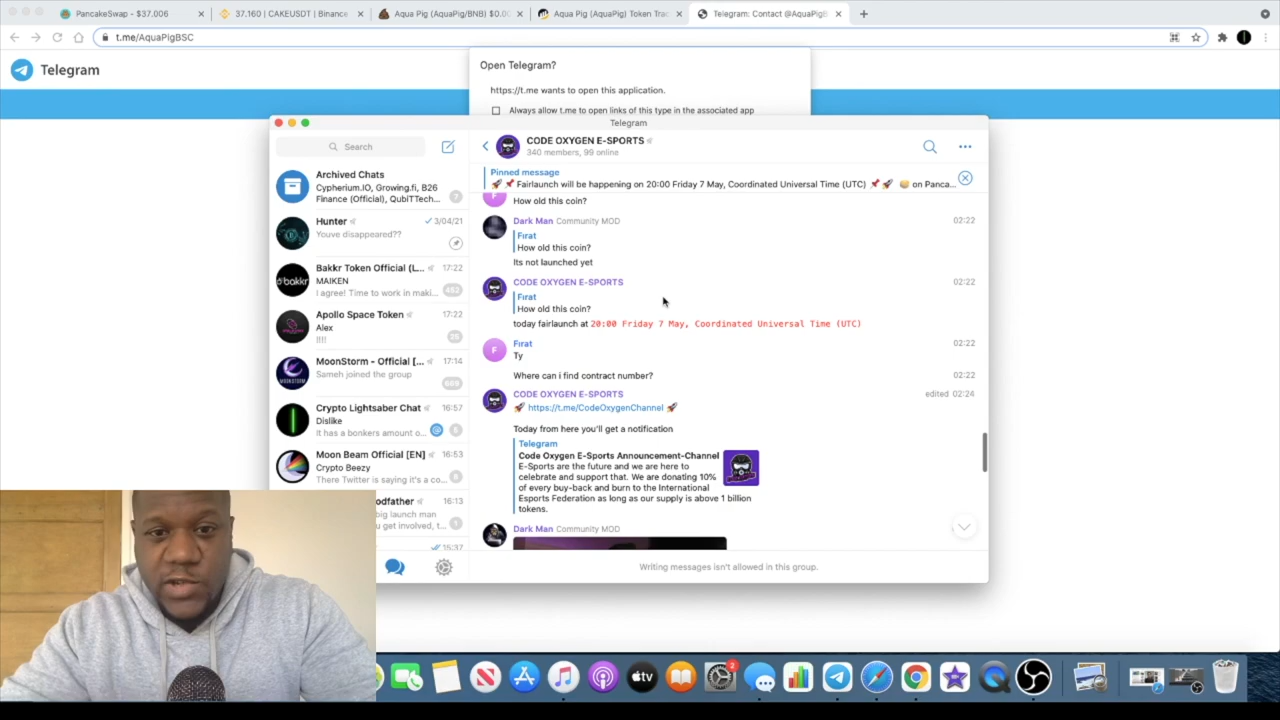 PancakeSwap - $37.006
37.160 | CAKEUSDT | Binance
Aqua Pig (AquaPig/BNB) $0.00
Aqua Pig (AquaPig) Token Trac
Telegram: Contact @AquaPigB
t.me/AquaPigBSC
Telegram
Open Telegram?
https://t.me wants to open this application.
Always allow t.me to open links of this type in the associated app
Telegram
Search
CODE OXYGEN E-SPORTS
340 members, 99 online
Pinned message
Fairlaunch will be happening on 20:00 Friday 7 May, Coordinated Universal Time (UTC) 📌 🚀 🥞 on Panca...
Archived Chats
Cypherium.IO, Growing.fi, B26
Finance (Official), QubiTTech...
7
Hunter
3/04/21
Youve disappeared??
Bakkr Token Official (L...
17:22
MAIKEN
I agree! Time to work in maki...
452
Apollo Space Token
17:22
Alex
!!!!
MoonStorm - Official [...
17:14
Sameh joined the group
669
Crypto Lightsaber Chat
16:57
Dislike
It has a bonkers amount o...
@
6
Moon Beam Official [EN]
16:53
Crypto Beezy
There Twitter is saying it's a co...
odfather
16:13
big launch man
u get involved, t...
1
15:37
How old this coin?
Dark Man Community MOD
02:22
Fırat
How old this coin?
Its not launched yet
CODE OXYGEN E-SPORTS
02:22
Fırat
How old this coin?
today fairlaunch at 20:00 Friday 7 May, Coordinated Universal Time (UTC)
F
Fırat
02:22
Ty
Where can i find contract number?
02:22
CODE OXYGEN E-SPORTS
edited 02:24
🚀 https://t.me/CodeOxygenChannel 🚀
Today from here you'll get a notification
Telegram
Code Oxygen E-Sports Announcement-Channel
E-Sports are the future and we are here to
celebrate and support that. We are donating 10%
of every buy-back and burn to the International
Esports Federation as long as our supply is above 1 billion
tokens.
Dark Man Community MOD
Writing messages isn't allowed in this group.
tv
2